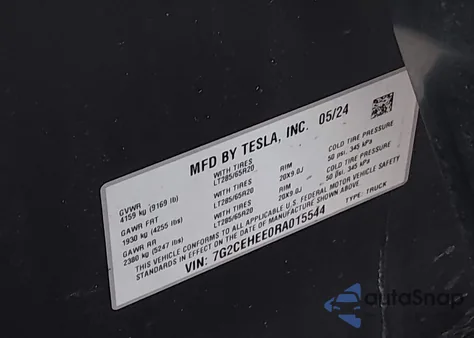 MFD BY TESLA, INC. 05/24
GVWR
4159 kg (9169 lb) WITH TIRES LT285/65R20 RIM 20X9.0J COLD TIRE PRESSURE 50 psi, 345 kPa
GAWR FRT
1930 kg (4255 lbs) WITH TIRES LT285/65R20 RIM 20X9.0J COLD TIRE PRESSURE 50 psi, 345 kPa
GAWR RR
2380 kg (5247 lbs) WITH TIRES LT285/65R20
THIS VEHICLE CONFORMS TO ALL APPLICABLE U.S. FEDERAL MOTOR VEHICLE SAFETY
STANDARDS IN EFFECT ON THE DATE OF MANUFACTURE SHOWN ABOVE.
VIN: 7G2CEHEE0RA015544 TYPE: TRUCK
autoSnap